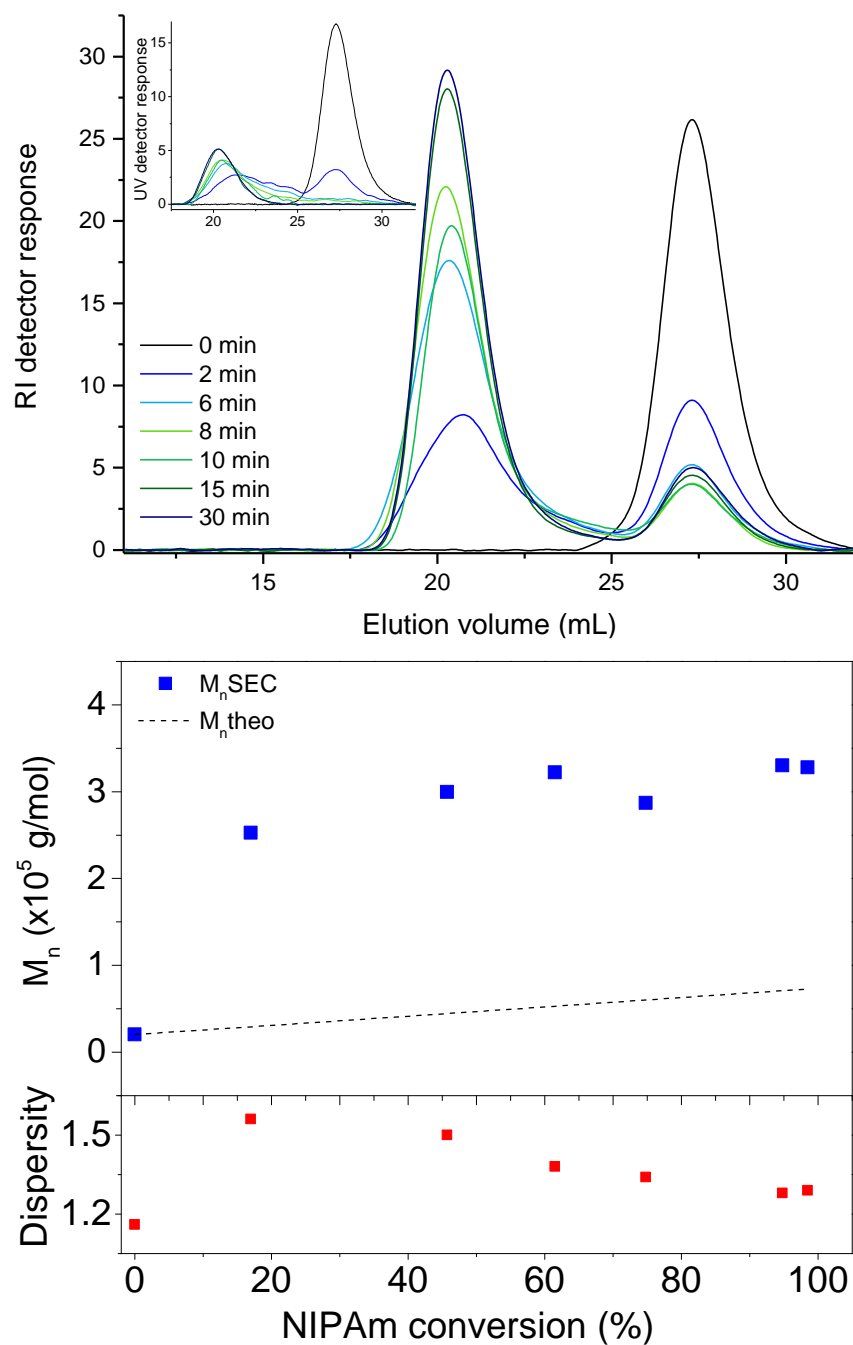 UV detector response
15
10
5
0
20
25
30
RI detector response
30
25
20
15
10
5
0
0 min
2 min
6 min
8 min
10 min
15 min
30 min
15
20
25
30
Elution volume (mL)
MₙSEC
Mₙtheo
Mₙ (x10⁵ g/mol)
4
3
2
1
0
Dispersity
1.5
1.2
0
20
40
60
80
100
NIPAm conversion (%)